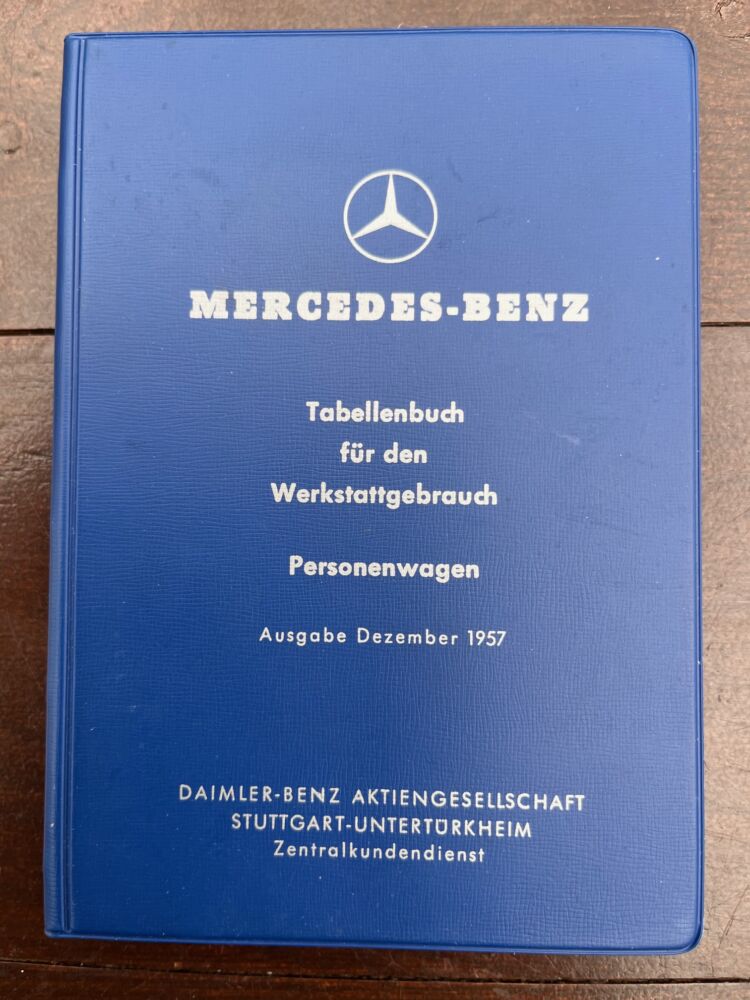 MERCEDES-BENZ
Tabellenbuch
für den
Werkstattgebrauch
Personenwagen
Ausgabe Dezember 1957
DAIMLER-BENZ AKTIENGESELLSCHAFT
STUTTGART-UNTERTÜRKHEIM
Zentralkundendienst